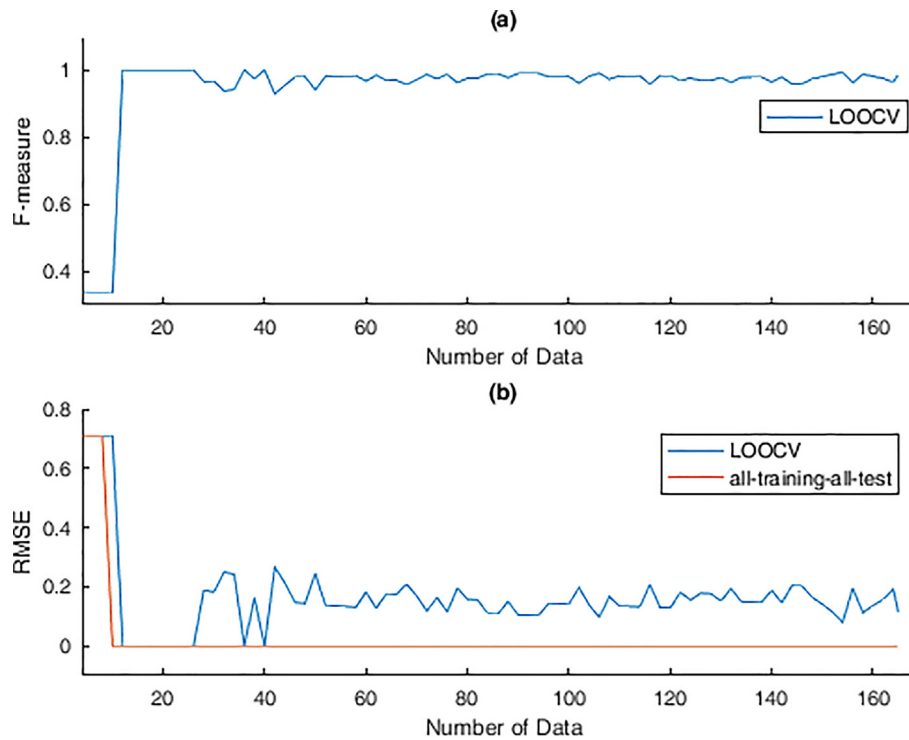 (a)
F-measure
1
0.8
0.6
0.4
LOOCV
20 40 60 80 100 120 140 160
Number of Data
(b)
RMSE
0.8
0.6
0.4
0.2
0
LOOCV
all-training-all-test
20 40 60 80 100 120 140 160
Number of Data